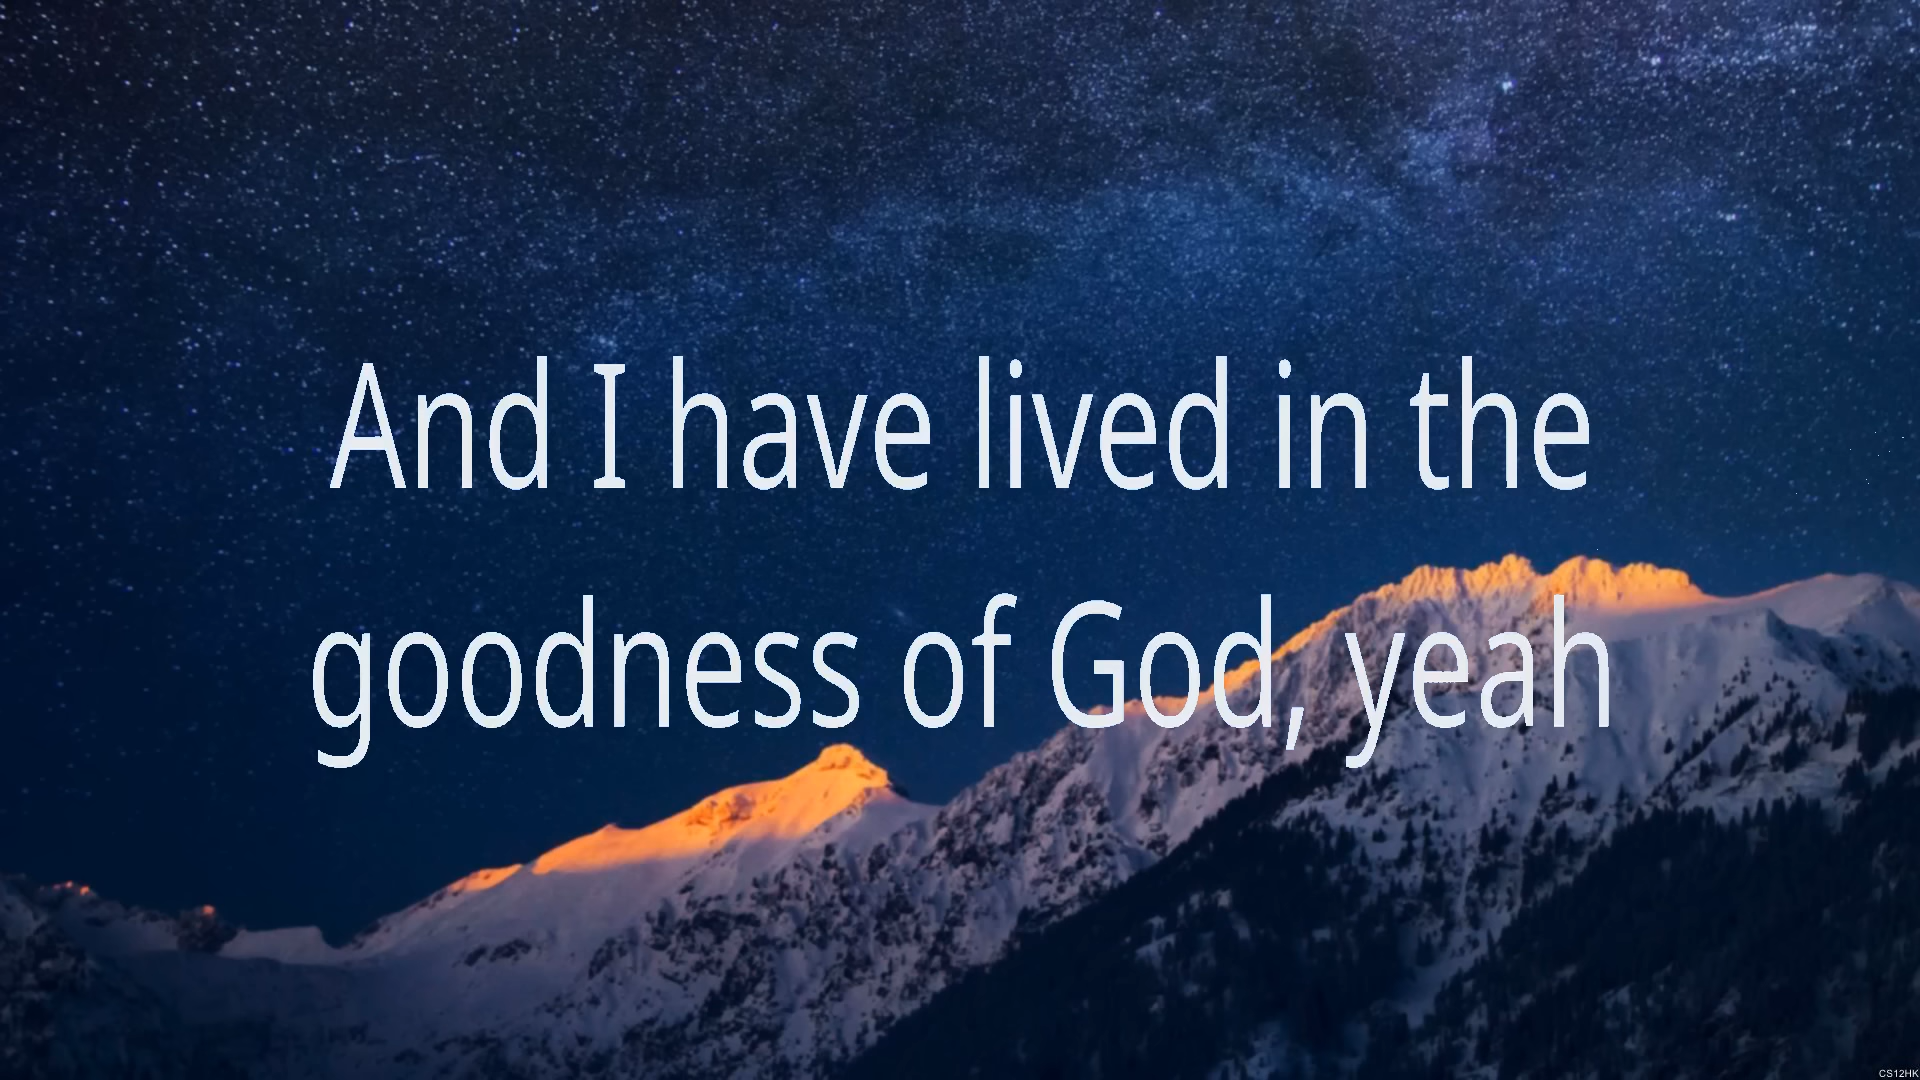 And I have lived in the
goodness of God, yeah
CS12HK